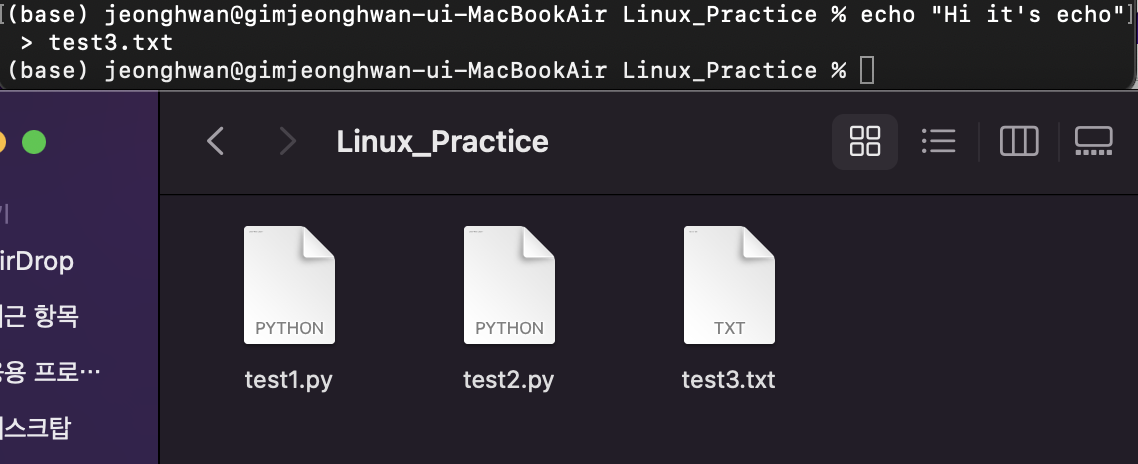 (base) jeonghwan@gimjeonghwan-ui-MacBookAir Linux_Practice % echo "Hi it's echo"
> test3.txt
(base) jeonghwan@gimjeonghwan-ui-MacBookAir Linux_Practice %
Linux_Practice
irDrop
근 항목
용 프로…
스크탑
PYTHON
PYTHON
TXT
test1.py
test2.py
test3.txt